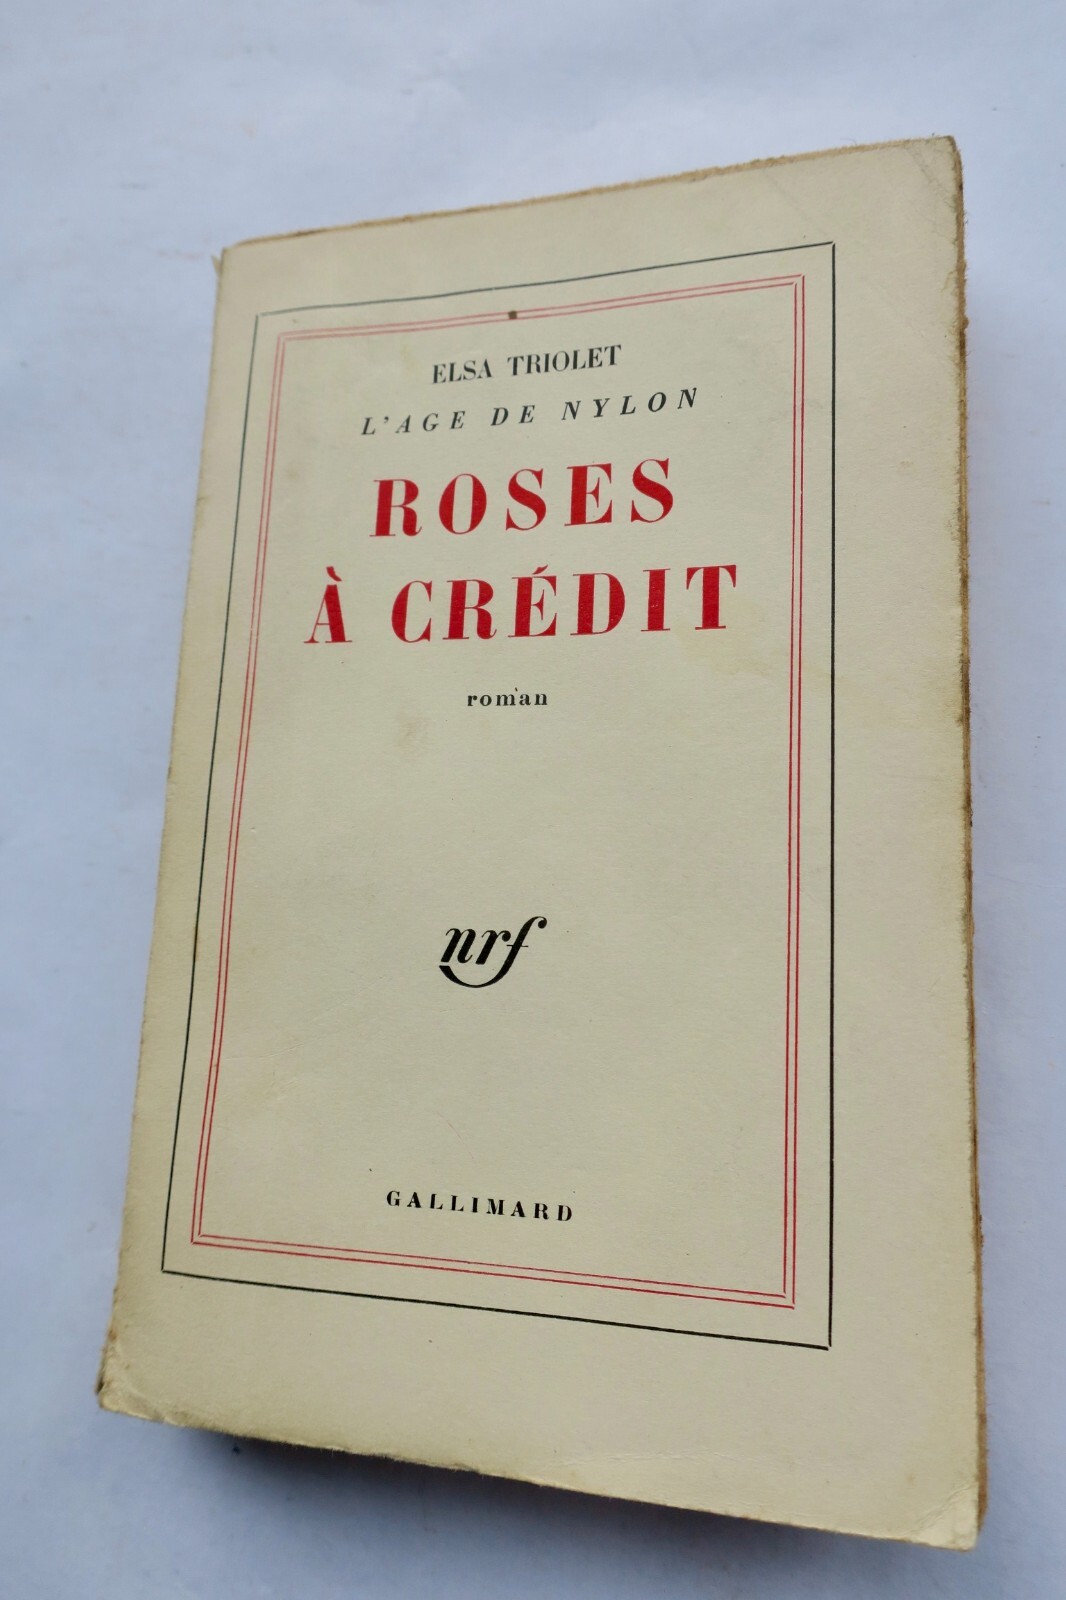 ELSA TRIOLET
L'AGE DE NYLON
ROSES
À CRÉDIT
roman
nrf
GALLIMARD